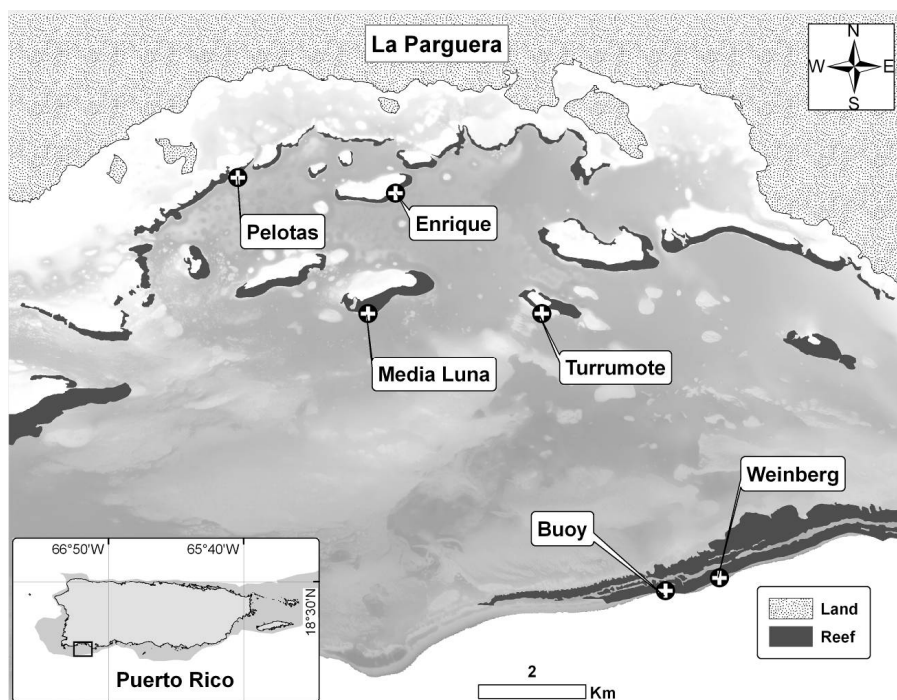 La Parguera
N
W E
S
Pelotas
Enrique
Media Luna
Turrumote
Weinberg
Buoy
66°50'W 65°40'W
18°30'N
Puerto Rico
Land
Reef
2
Km